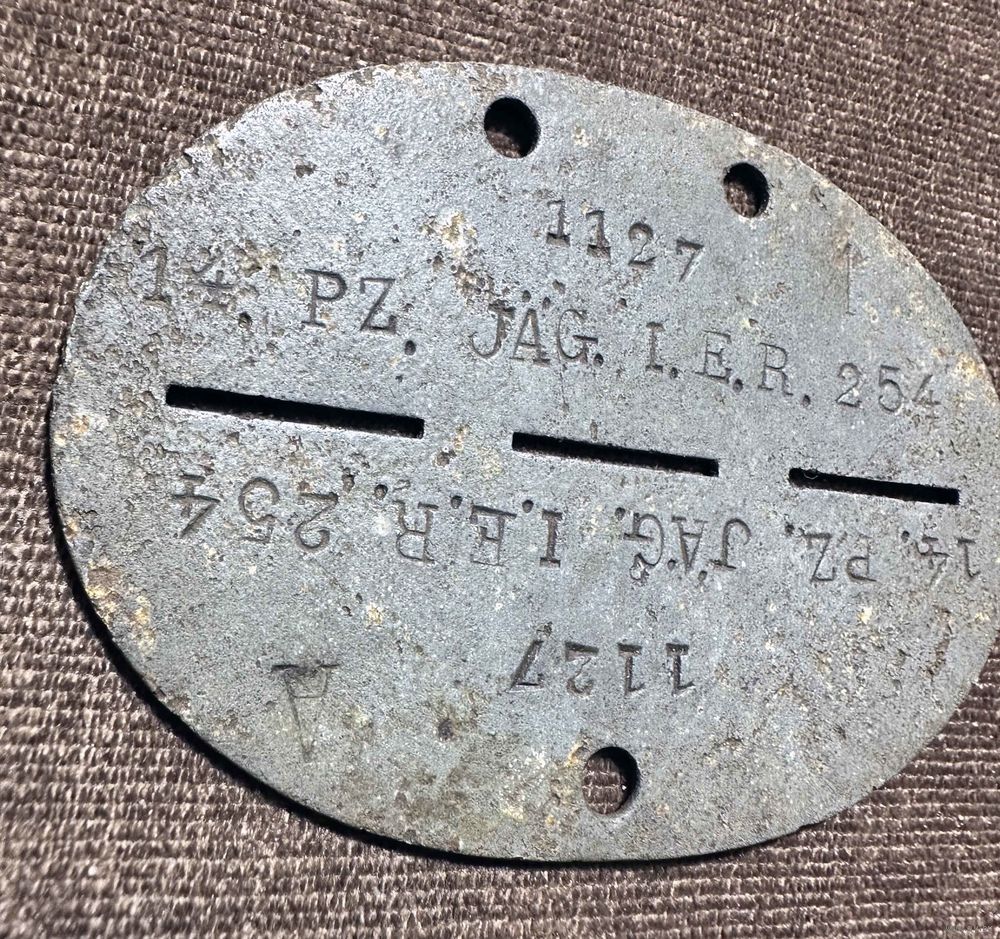 1127
14 PZ. JÄG. I.E.R. 254
14. PZ. JÄG. I.E.R. 254
1127
A